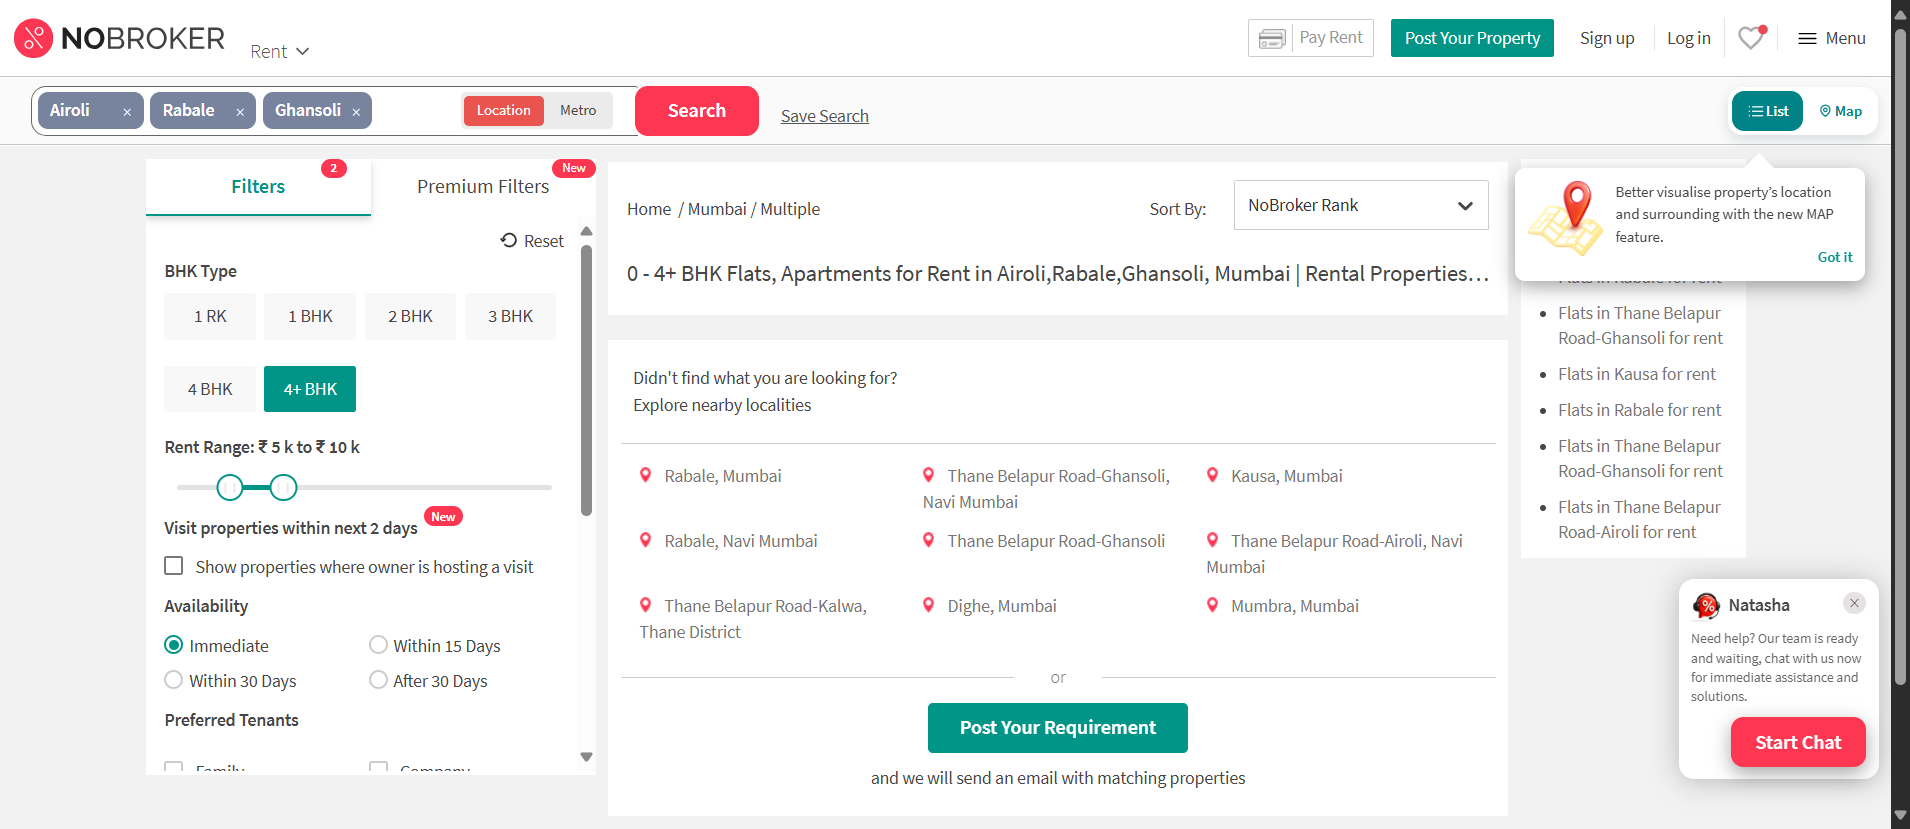 NOBROKER
Rent
Pay Rent
Post Your Property
Sign up
Log in
Menu
Airoli ×
Rabale ×
Ghansoli ×
Location
Metro
Search
Save Search
List
Map
Filters
2
Premium Filters
New
Reset
BHK Type
1 RK
1 BHK
2 BHK
3 BHK
4 BHK
4+ BHK
Rent Range: ₹ 5 k to ₹ 10 k
Visit properties within next 2 days
New
Show properties where owner is hosting a visit
Availability
Immediate
Within 15 Days
Within 30 Days
After 30 Days
Preferred Tenants
Family
Company
Home / Mumbai / Multiple
Sort By:
NoBroker Rank
0 - 4+ BHK Flats, Apartments for Rent in Airoli,Rabale,Ghansoli, Mumbai | Rental Properties…
Didn't find what you are looking for?
Explore nearby localities
Rabale, Mumbai
Thane Belapur Road-Ghansoli,
Navi Mumbai
Kausa, Mumbai
Rabale, Navi Mumbai
Thane Belapur Road-Ghansoli
Thane Belapur Road-Airoli, Navi
Mumbai
Thane Belapur Road-Kalwa,
Thane District
Dighe, Mumbai
Mumbra, Mumbai
or
Post Your Requirement
and we will send an email with matching properties
Better visualise property’s location
and surrounding with the new MAP
feature.
Got it
Flats in Rabale for rent
Flats in Thane Belapur
Road-Ghansoli for rent
Flats in Kausa for rent
Flats in Rabale for rent
Flats in Thane Belapur
Road-Ghansoli for rent
Flats in Thane Belapur
Road-Airoli for rent
Natasha
Need help? Our team is ready
and waiting, chat with us now
for immediate assistance and
solutions.
Start Chat